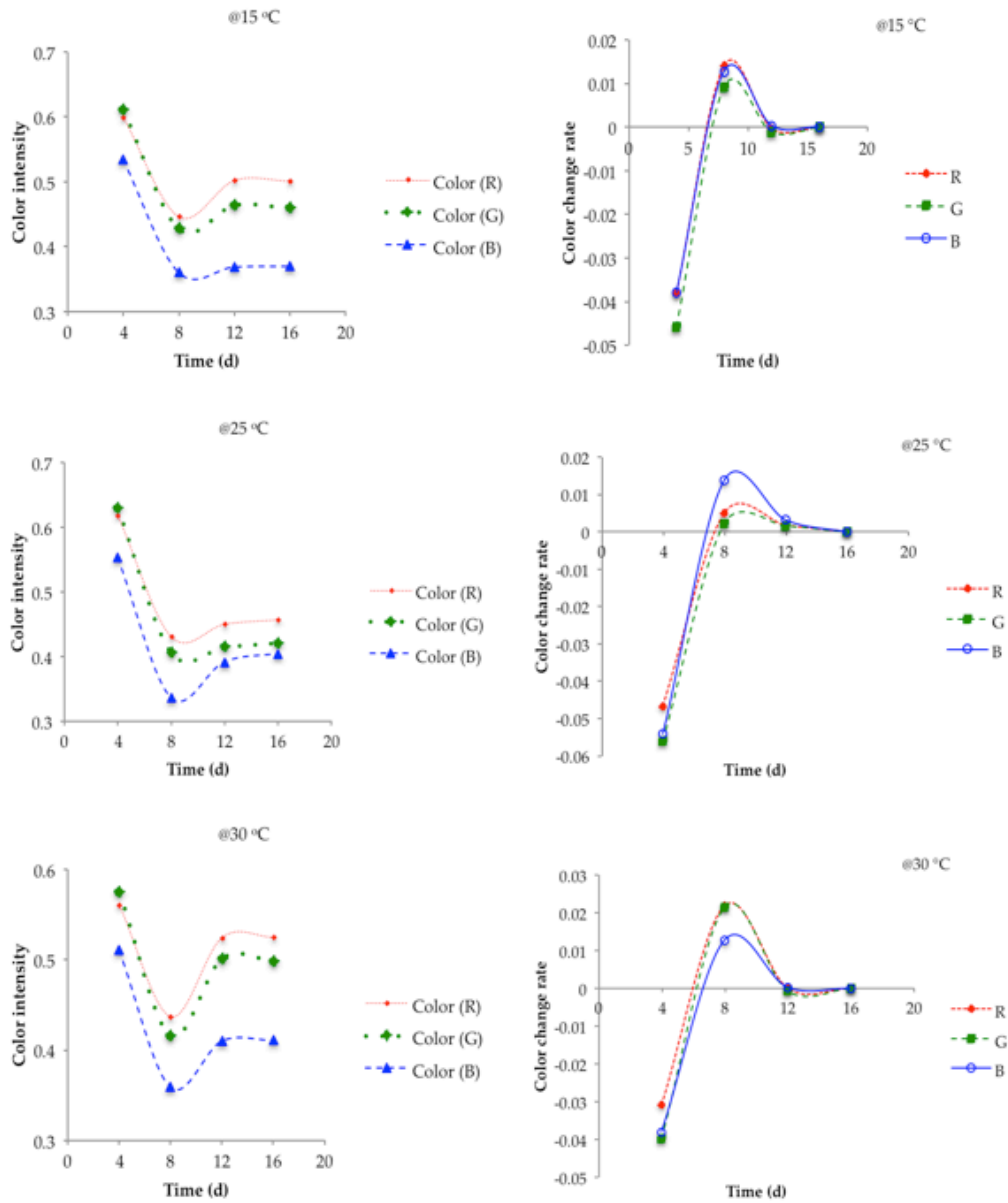 @15 °C
0.7
0.6
0.5
0.4
0.3
0 4 8 12 16 20
Color intensity
Time (d)
Color (R)
Color (G)
Color (B)
@15 °C
0.02
0.01
0
-0.01
-0.02
-0.03
-0.04
-0.05
0 5 10 15 20
Color change rate
Time (d)
R
G
B
@25 °C
0.7
0.6
0.5
0.4
0.3
0 4 8 12 16 20
Color intensity
Time (d)
Color (R)
Color (G)
Color (B)
@25 °C
0.02
0.01
0
-0.01
-0.02
-0.03
-0.04
-0.05
-0.06
0 4 8 12 16 20
Color change rate
Time (d)
R
G
B
@30 °C
0.6
0.5
0.4
0.3
0 4 8 12 16 20
Color intensity
Time (d)
Color (R)
Color (G)
Color (B)
@30 °C
0.03
0.02
0.01
0
-0.01
-0.02
-0.03
-0.04
-0.05
0 4 8 12 16 20
Color change rate
Time (d)
R
G
B